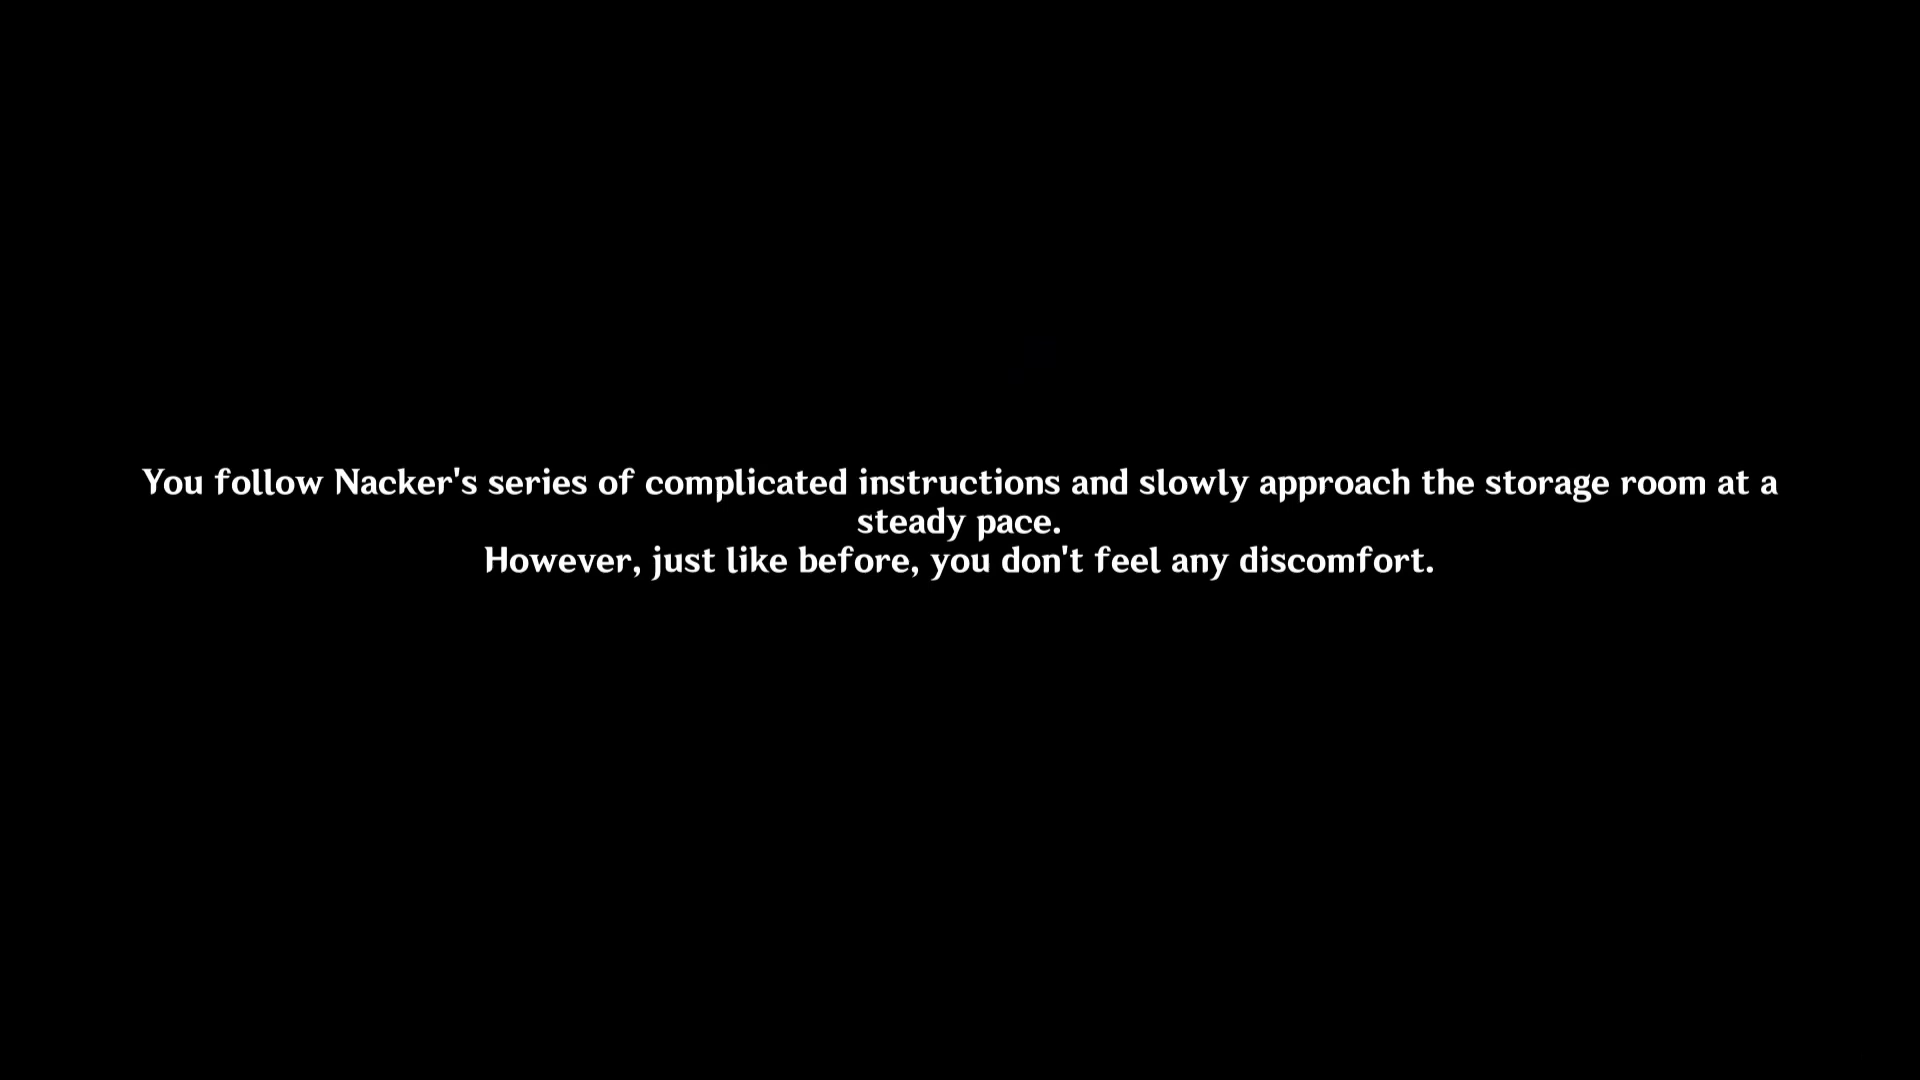 You follow Nacker's series of complicated instructions and slowly approach the storage room at a
steady pace.
However, just like before, you don't feel any discomfort.